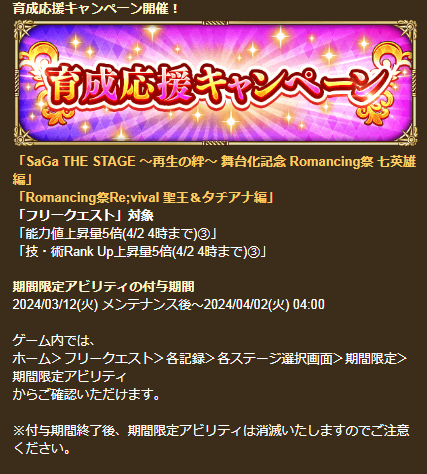 育成応援キャンペーン開催！
育成応援キャンペーン
「SaGa THE STAGE ～再生の絆～ 舞台化記念 Romancing祭 七英雄
編」
「Romancing祭Re;vival 聖王＆タチアナ編」
「フリークエスト」対象
「能力値上昇量5倍(4/2 4時まで)③」
「技・術Rank Up上昇量5倍(4/2 4時まで)③」
期間限定アビリティの付与期間
2024/03/12(火) メンテナンス後～2024/04/02(火) 04:00
ゲーム内では、
ホーム＞フリークエスト＞各記録＞各ステージ選択画面＞期間限定＞
期間限定アビリティ
からご確認いただけます。
※付与期間終了後、期間限定アビリティは消滅いたしますのでご注意
ください。